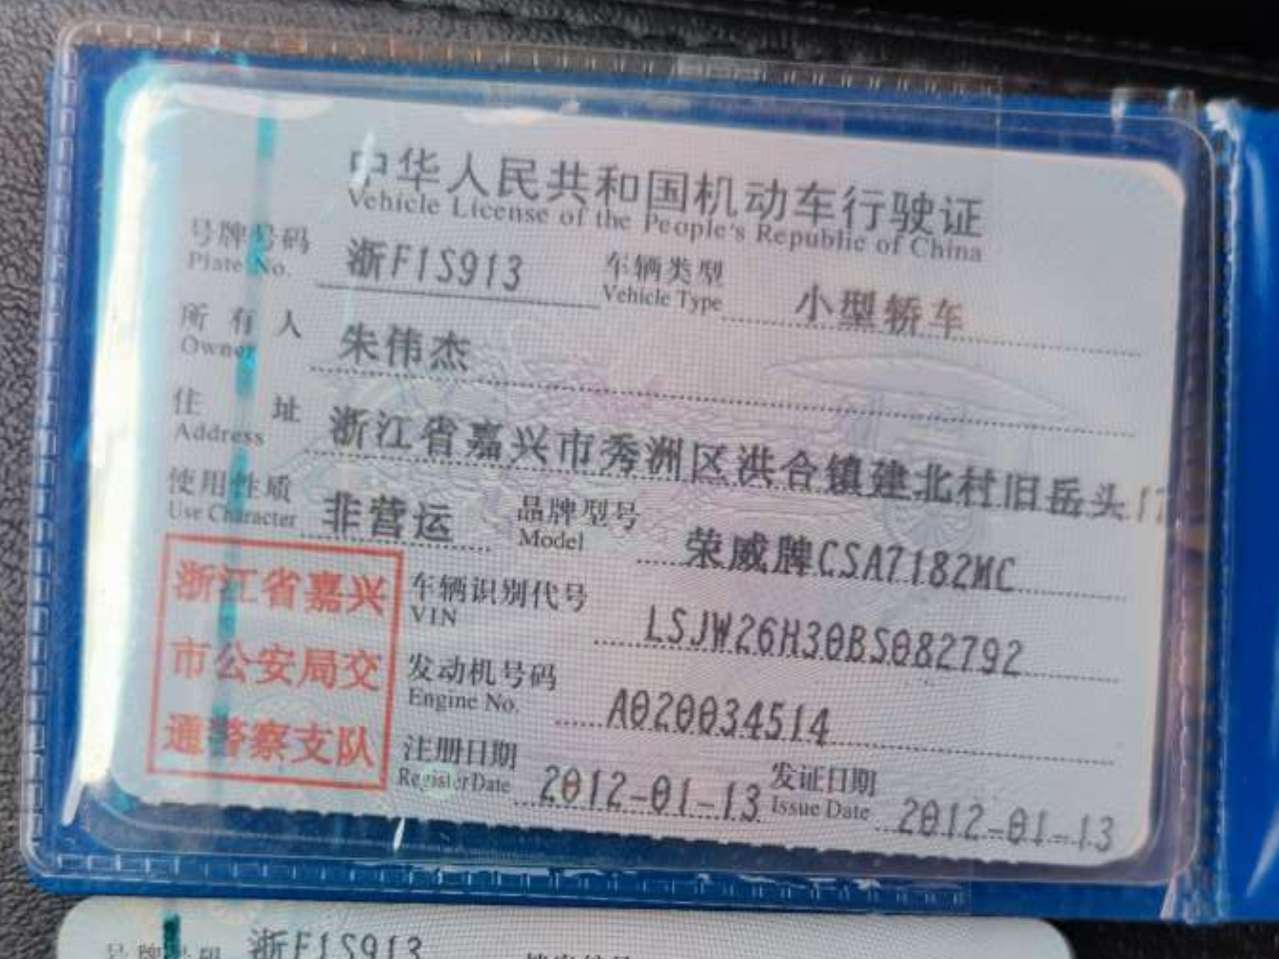 中华人民共和国机动车行驶证
Vehicle License of the People's Republic of China
号牌号码 浙F1S913 车辆类型 小型轿车
Plate No. Vehicle Type
所有人 朱伟杰
Owner
住址 浙江省嘉兴市秀洲区洪合镇建北村旧岳头17
Address
使用性质 非营运 品牌型号 荣威牌CSA7182MC
Use Character Model
浙江省嘉兴
市公安局交
通警察支队
车辆识别代号 LSJW26H30BS082792
VIN
发动机号码 A020034514
Engine No.
注册日期 2012-01-13 发证日期 2012-01-13
Register Date Issue Date
号牌号码 浙F1S913